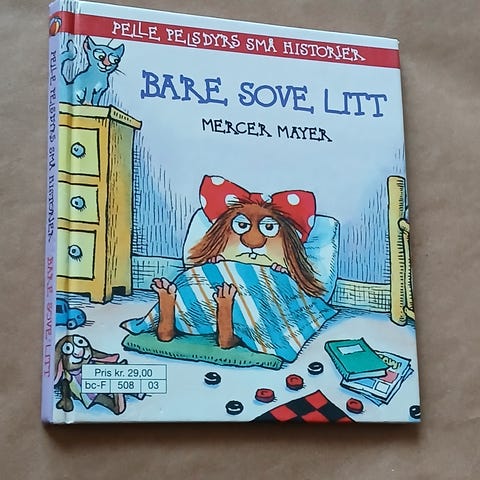 PELLE PELSDYRS SMÅ HISTORIER
BARE SOVE LITT
MERCER MAYER
PELLE PELSDYRS SMÅ HISTORIER
BARE SOVE LITT
Pris kr. 29,00
bc-F 508 03